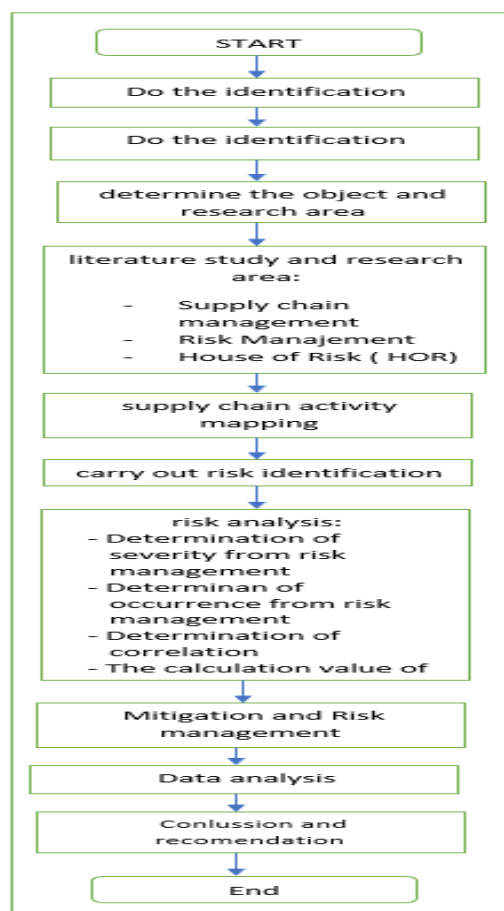 START
Do the identification
Do the identification
determine the object and
research area
literature study and research
area:
- Supply chain
management
- Risk Manajement
- House of Risk ( HOR)
supply chain activity
mapping
carry out risk identification
risk analysis:
- Determination of
severity from risk
management
- Determinan of
occurrence from risk
management
- Determination of
correlation
- The calculation value of
Mitigation and Risk
management
Data analysis
Conlussion and
recomendation
End